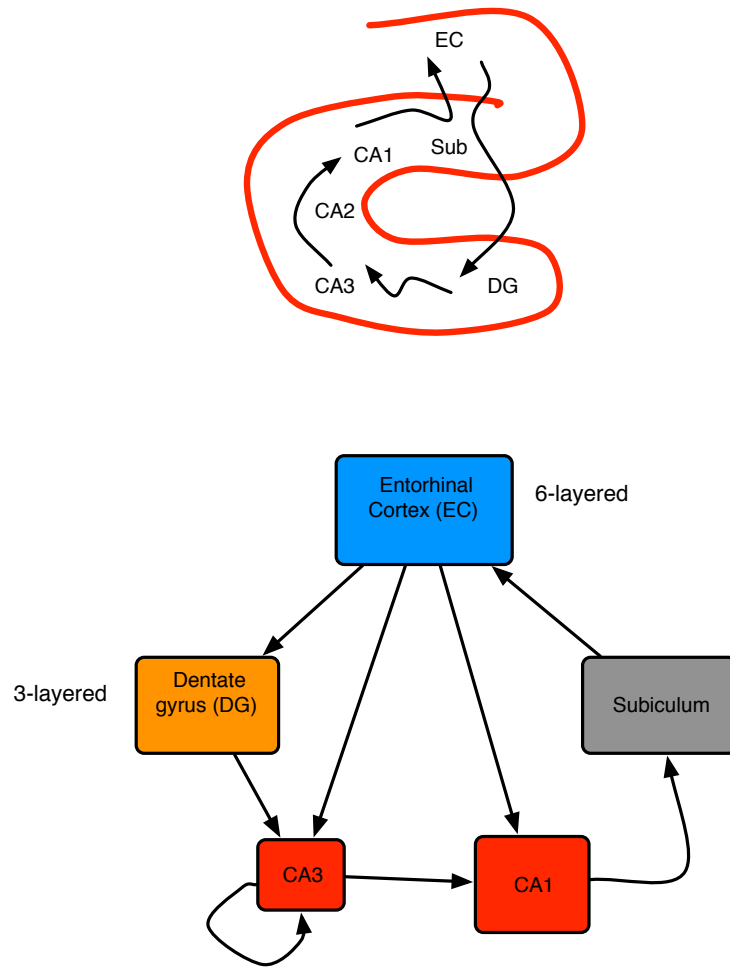 EC
CA1
Sub
CA2
CA3
DG
Entorhinal
Cortex (EC)
6-layered
3-layered
Dentate
gyrus (DG)
Subiculum
CA3
CA1